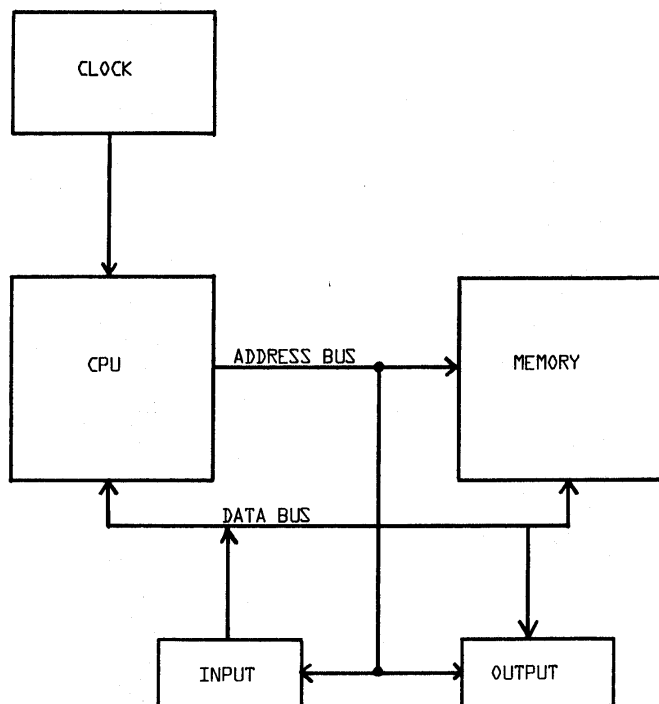 CLOCK
CPU
ADDRESS BUS
MEMORY
DATA BUS
INPUT
OUTPUT